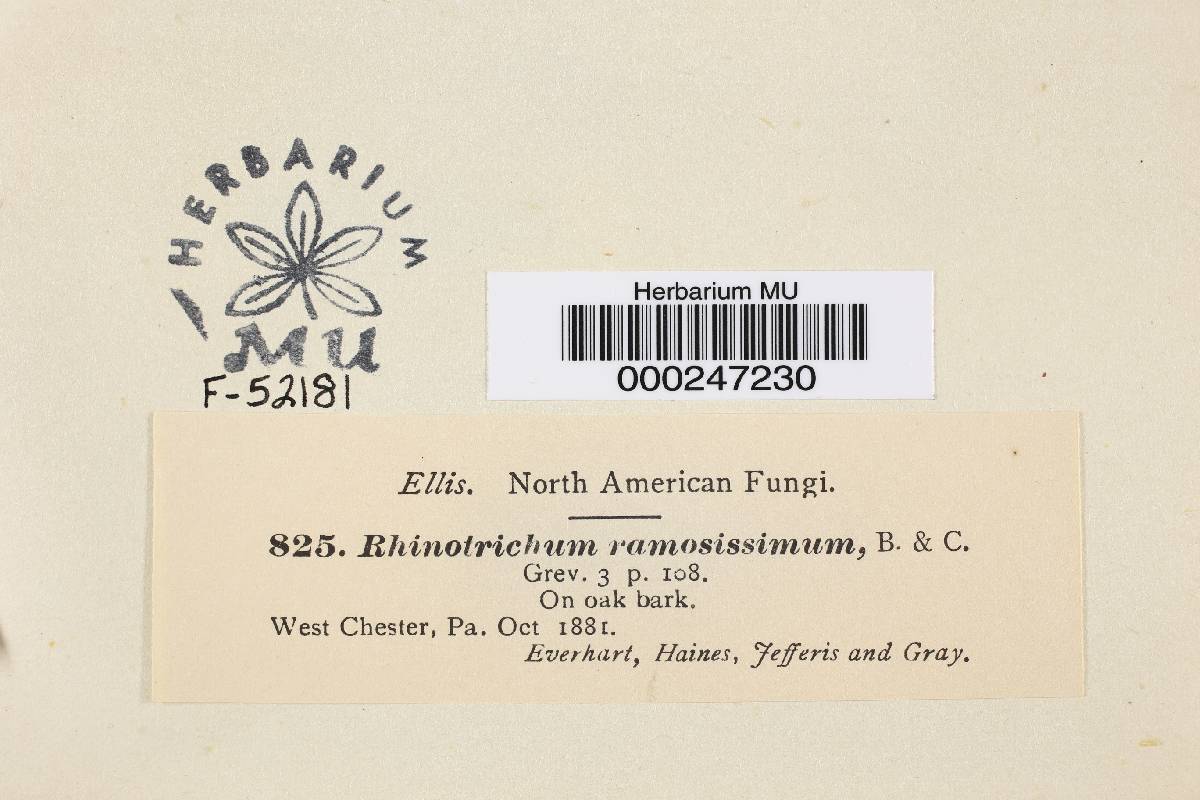 HERBARIUM
MU
F-52181
Herbarium MU
000247230
Ellis. North American Fungi.
825. Rhinotrichum ramosissimum, B. & C.
Grev. 3 p. 108.
On oak bark.
West Chester, Pa. Oct 1881.
Everhart, Haines, Jefferis and Gray.